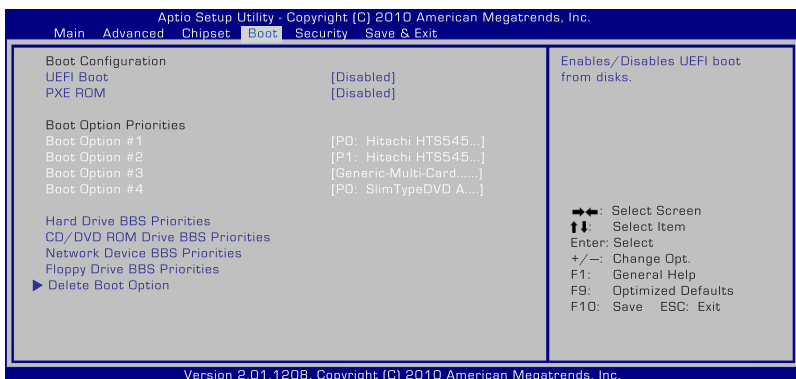 Aptio Setup Utility - Copyright (C) 2010 American Megatrends, Inc.
Main Advanced Chipset Boot Security Save & Exit
Boot Configuration
UEFI Boot [Disabled]
PXE ROM [Disabled]
Boot Option Priorities
Boot Option #1 [P0: Hitachi HTS545...]
Boot Option #2 [P1: Hitachi HTS545...]
Boot Option #3 [Generic-Multi-Card......]
Boot Option #4 [P0: SlimTypeDVD A....]
Hard Drive BBS Priorities
CD/DVD ROM Drive BBS Priorities
Network Device BBS Priorities
Floppy Drive BBS Priorities
▶ Delete Boot Option
Enables/Disables UEFI boot
from disks.
➡⬅: Select Screen
⬆⬇: Select Item
Enter: Select
+/—: Change Opt.
F1: General Help
F9: Optimized Defaults
F10: Save ESC: Exit
Version 2.01.1208. Copyright (C) 2010 American Megatrends, Inc.